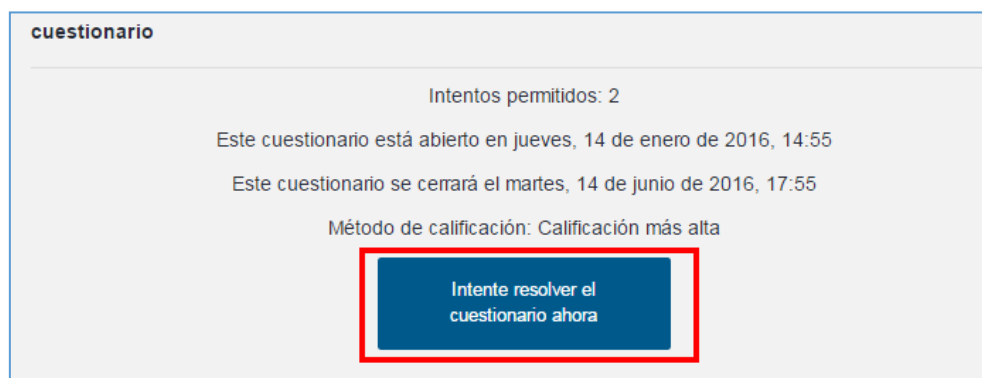 cuestionario
Intentos permitidos: 2
Este cuestionario está abierto en jueves, 14 de enero de 2016, 14:55
Este cuestionario se cerrará el martes, 14 de junio de 2016, 17:55
Método de calificación: Calificación más alta
Intente resolver el
cuestionario ahora